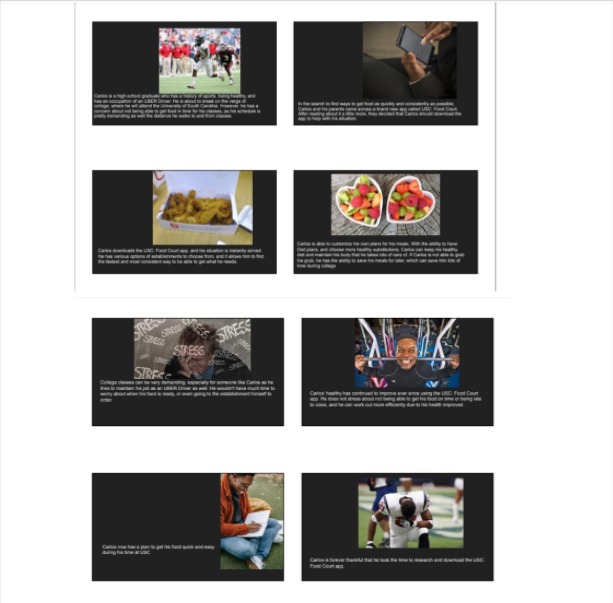 Carlos is a high school graduate who has a history of sports, being healthy, and
has an occupation of an UBER Driver. He is about to break on the verge of
college, where he will attend the University of South Carolina. However, he has a
concern about not being able to get food in time for his classes, as his schedule is
pretty demanding as well the distance he walks to and from classes.
In the search to find ways to get food as quickly and consistently as possible,
Carlos and his parents came across a brand new app called USC: Food Court.
After reading about it a little more, they decided that Carlos should download the
app to help with his situation.
Carlos downloads the USC: Food Court app, and his situation is instantly solved.
He has various options of establishments to choose from, and it allows him to find
the fastest and most consistent way to be able to get what he needs.
Carlos is able to customize his own plans for his meals. With the ability to have
Diet plans, and choose more healthy substitutions, Carlos can keep his healthy
diet and maintain his body that he takes lots of care of. If Carlos is not able to grab
his grub, he has the ability to save his meals for later, which can save him lots of
time during college.
STRESS
STRESS
STRESS
STRESS
STRESS
College classes can be very demanding, especially for someone like Carlos as he
tries to maintain his job as an UBER Driver as well. He wouldn't have much time to
worry about when his food is ready, or even going to the establishment himself to
order.
Carlos' healthy has continued to improve ever since using the USC: Food Court
app. He does not stress about not being able to get his food on time or being late
to class, and he can work out more efficiently due to his health improved.
Carlos now has a plan to get his food quick and easy
during his time at USC.
Carlos is forever thankful that he took the time to research and download the USC:
Food Court app.